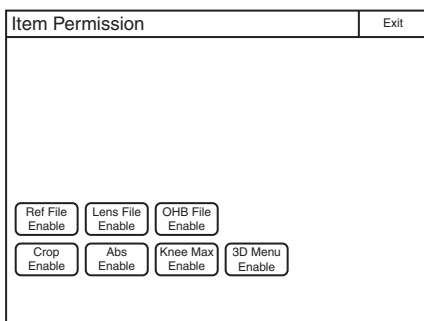 Item Permission
Exit
Ref File
Enable
Lens File
Enable
OHB File
Enable
Crop
Enable
Abs
Enable
Knee Max
Enable
3D Menu
Enable